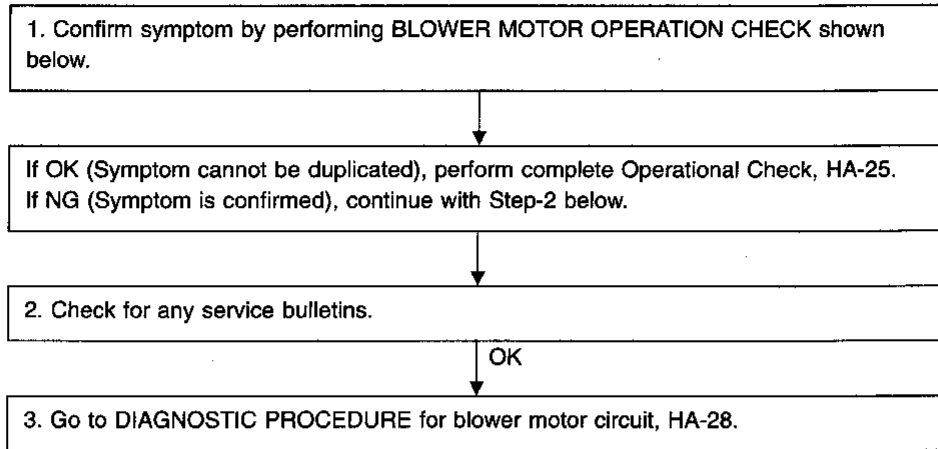 1. Confirm symptom by performing BLOWER MOTOR OPERATION CHECK shown
below.
If OK (Symptom cannot be duplicated), perform complete Operational Check, HA-25.
If NG (Symptom is confirmed), continue with Step-2 below.
2. Check for any service bulletins.
OK
3. Go to DIAGNOSTIC PROCEDURE for blower motor circuit, HA-28.